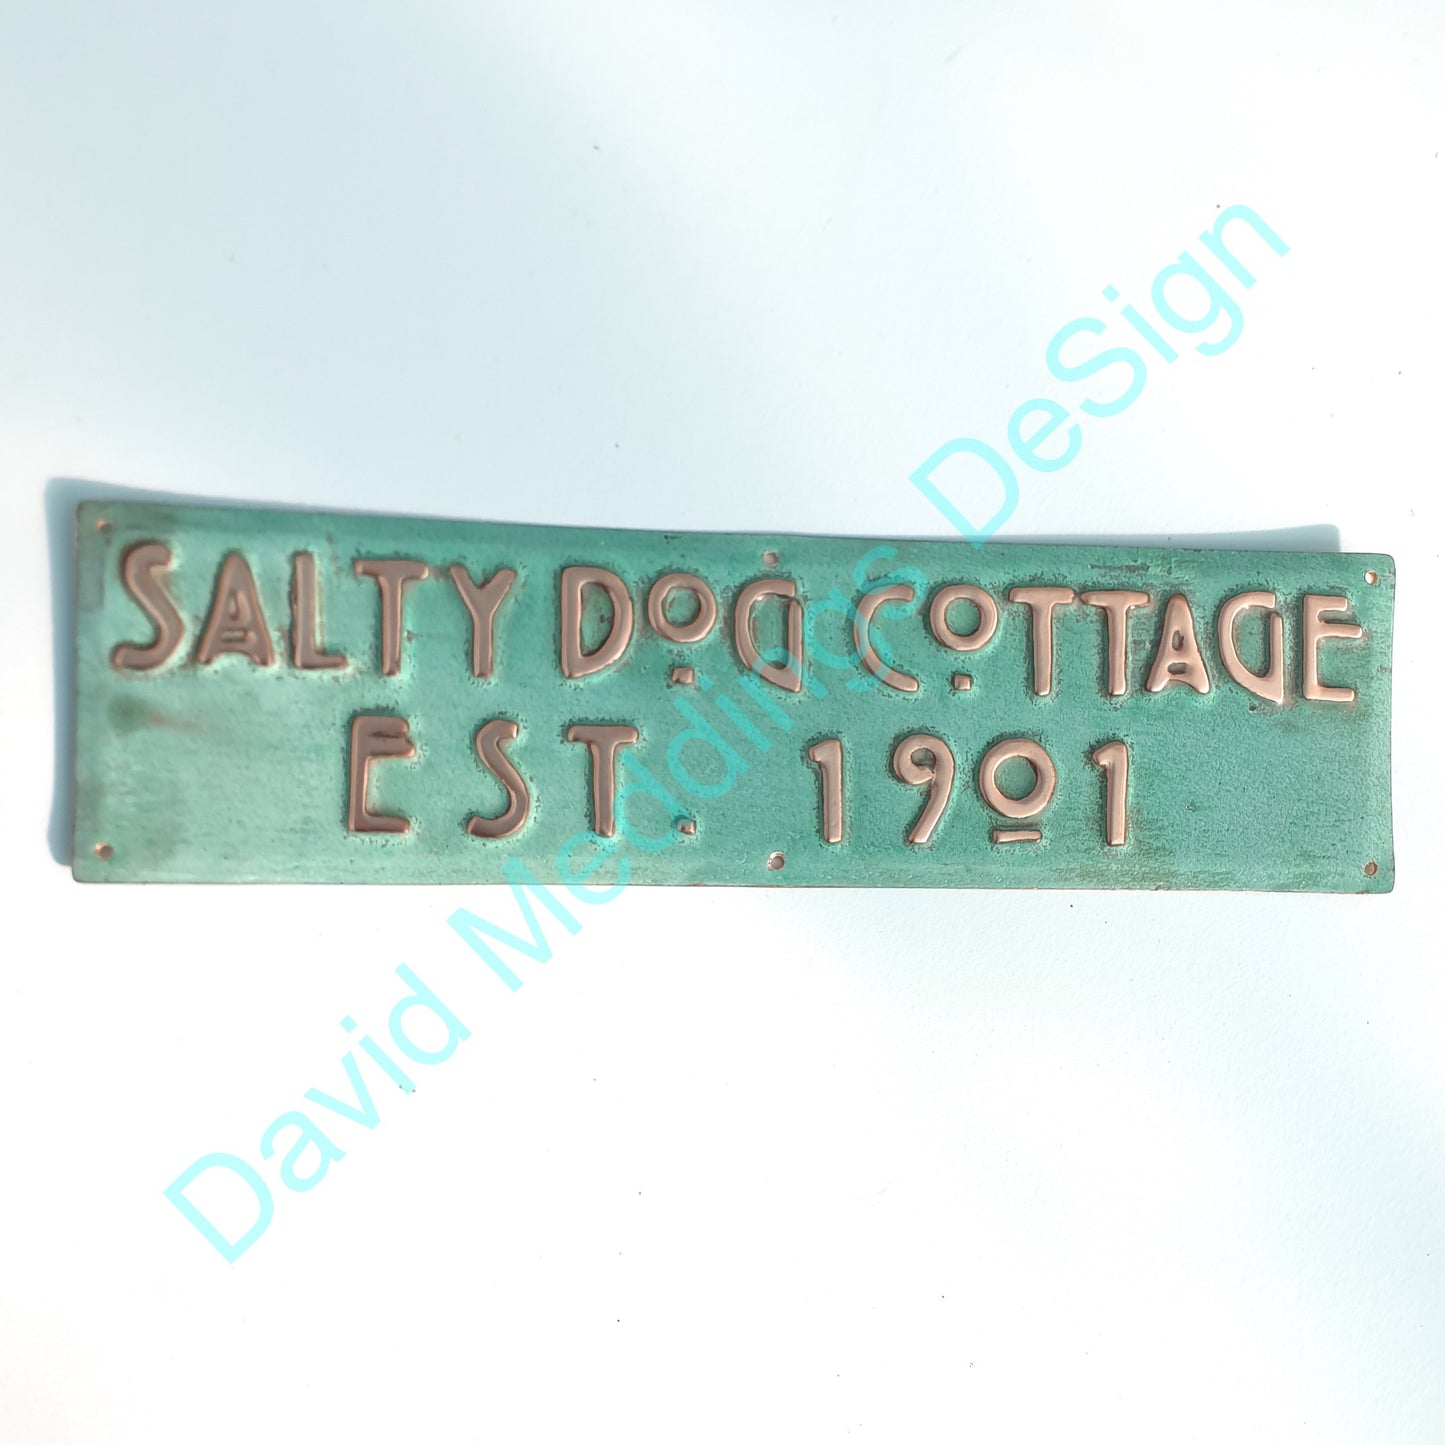 SALTY DOG COTTAGE
EST. 1901
David Meddings DeSign